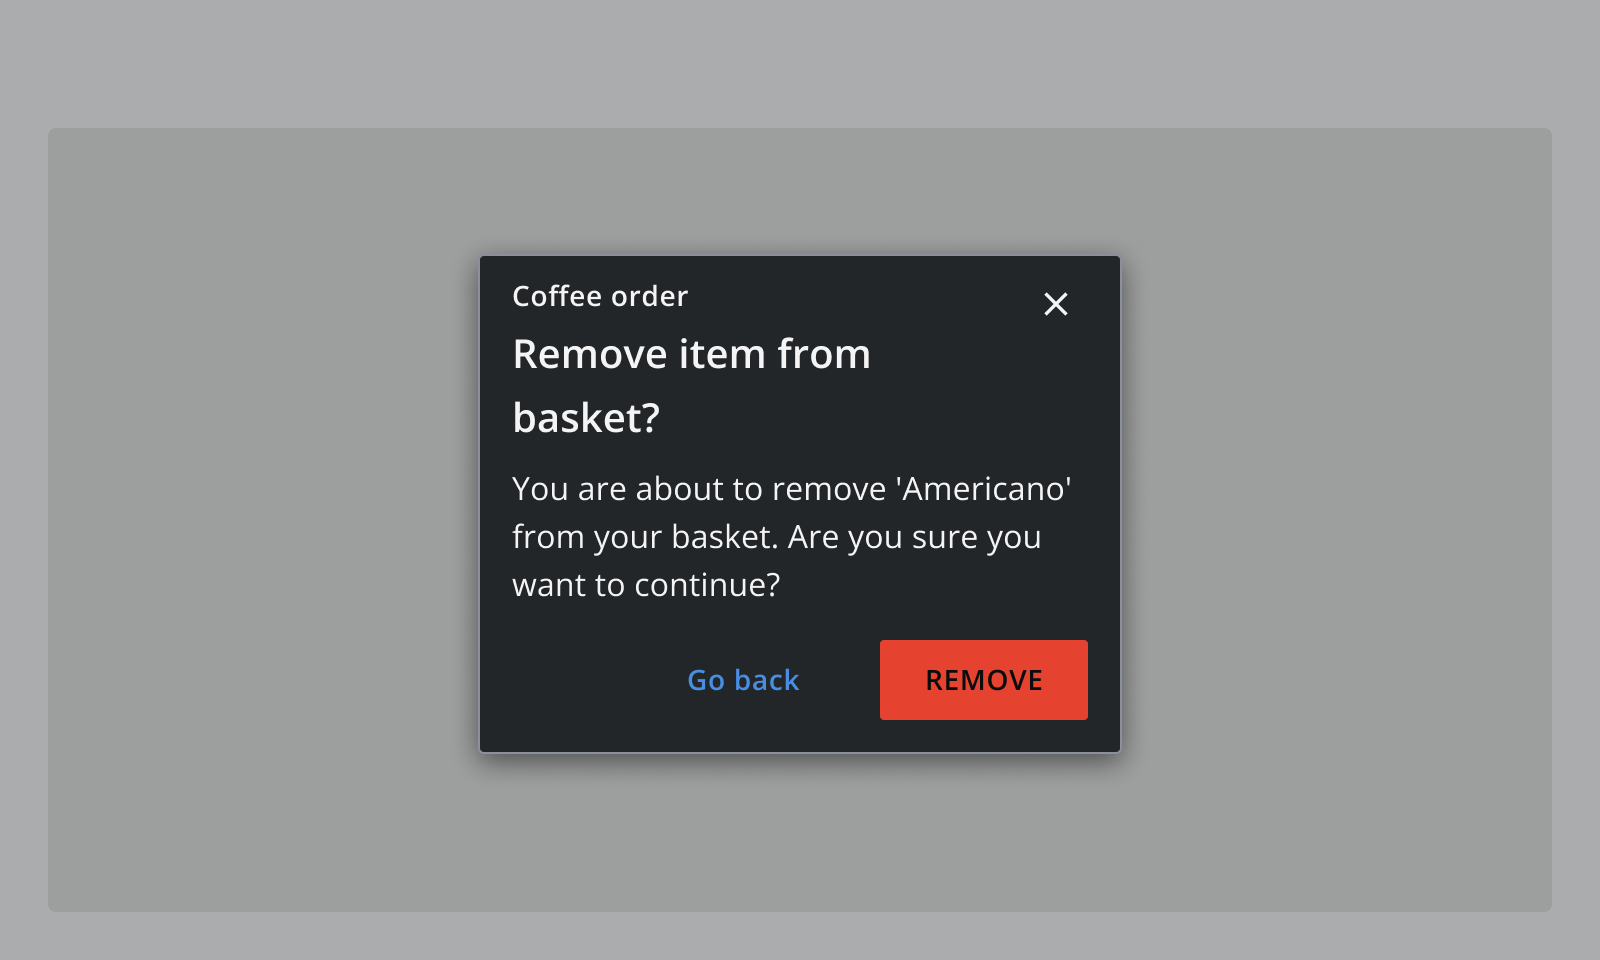 Coffee order
Remove item from
basket?
You are about to remove 'Americano'
from your basket. Are you sure you
want to continue?
Go back
REMOVE